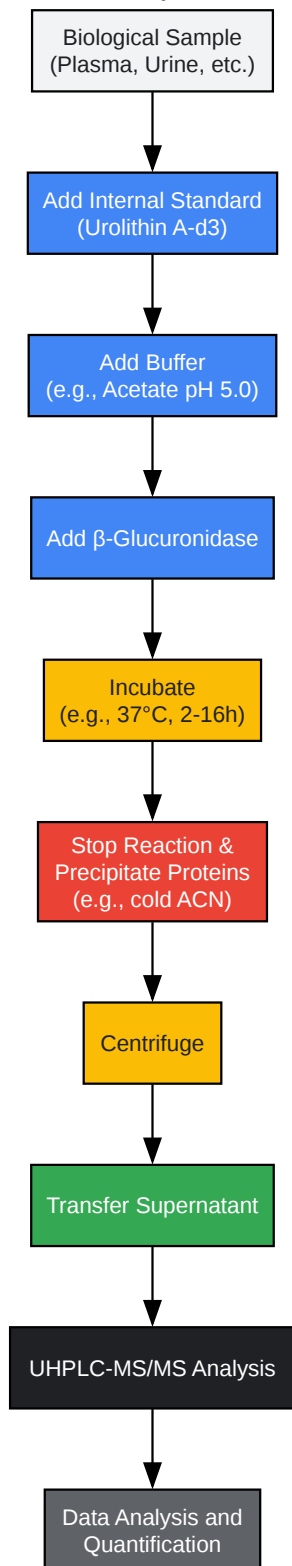 Biological Sample
(Plasma, Urine, etc.)
Add Internal Standard
(Urolithin A-d3)
Add Buffer
(e.g., Acetate pH 5.0)
Add β-Glucuronidase
Incubate
(e.g., 37°C, 2-16h)
Stop Reaction &
Precipitate Proteins
(e.g., cold ACN)
Centrifuge
Transfer Supernatant
UHPLC-MS/MS Analysis
Data Analysis and
Quantification